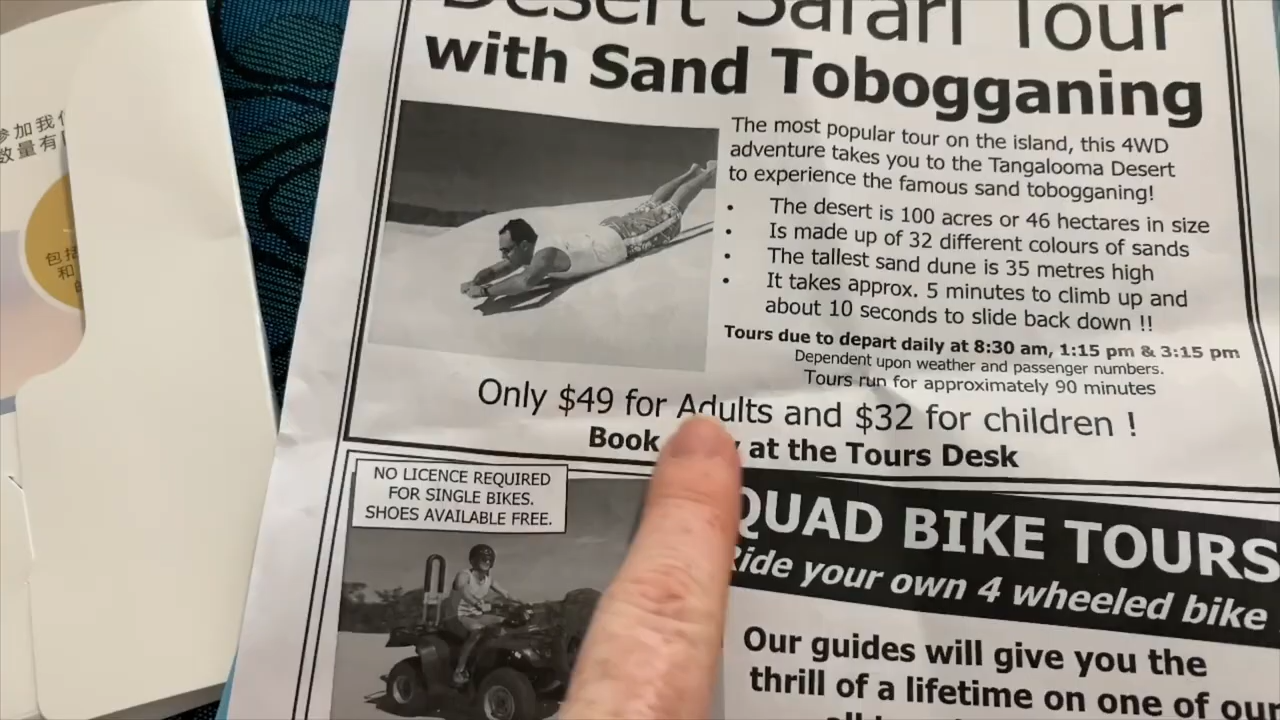 参加我
数量有
包括
和
Desert Safari Tour
with Sand Tobogganing
The most popular tour on the island, this 4WD
adventure takes you to the Tangalooma Desert
to experience the famous sand tobogganing!
• The desert is 100 acres or 46 hectares in size
• Is made up of 32 different colours of sands
• The tallest sand dune is 35 metres high
• It takes approx. 5 minutes to climb up and
about 10 seconds to slide back down !!
Tours due to depart daily at 8:30 am, 1:15 pm & 3:15 pm
Dependent upon weather and passenger numbers.
Tours run for approximately 90 minutes
Only $49 for Adults and $32 for children !
Book at the Tours Desk
NO LICENCE REQUIRED
FOR SINGLE BIKES.
SHOES AVAILABLE FREE.
QUAD BIKE TOURS
Ride your own 4 wheeled bike
Our guides will give you the
thrill of a lifetime on one of our